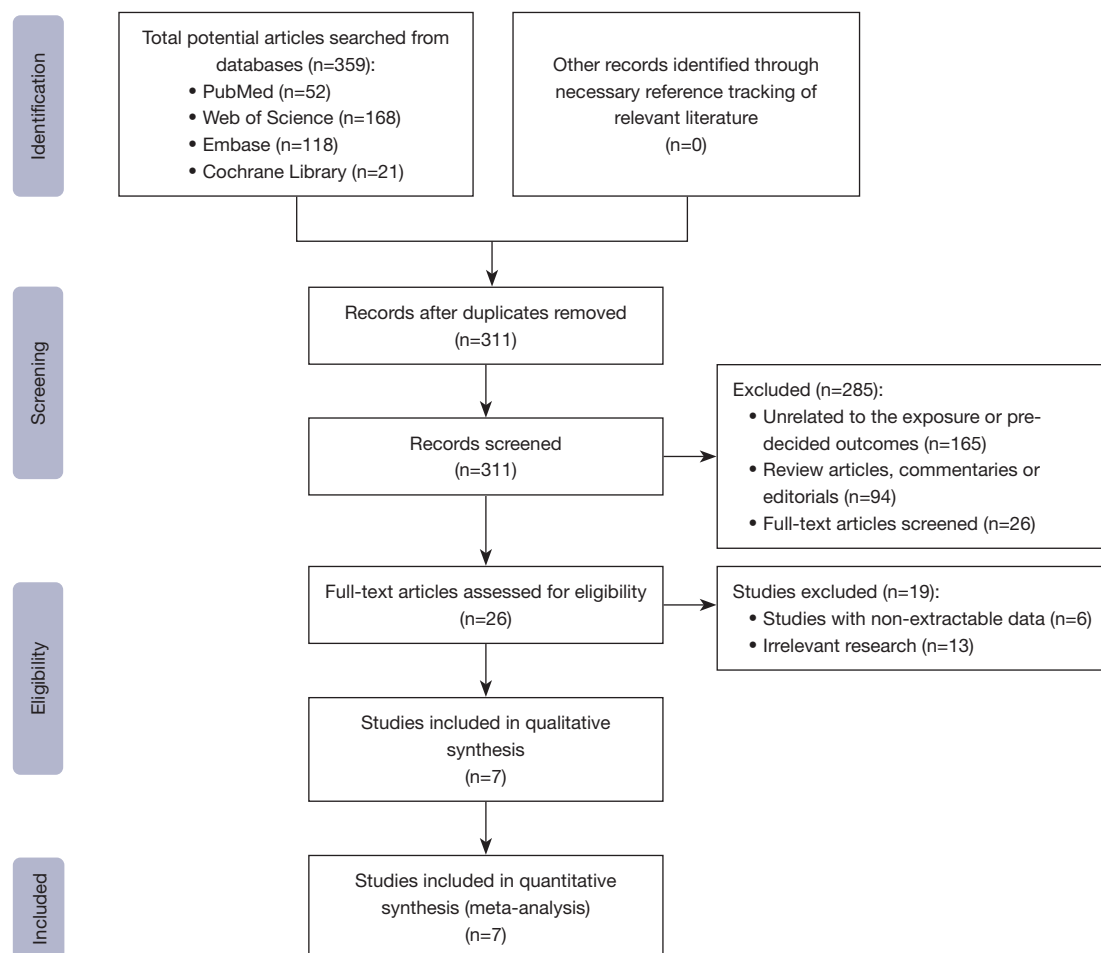 Identification
Total potential articles searched from
databases (n=359):
• PubMed (n=52)
• Web of Science (n=168)
• Embase (n=118)
• Cochrane Library (n=21)
Other records identified through
necessary reference tracking of
relevant literature
(n=0)
Screening
Records after duplicates removed
(n=311)
Records screened
(n=311)
Excluded (n=285):
• Unrelated to the exposure or pre-
decided outcomes (n=165)
• Review articles, commentaries or
editorials (n=94)
• Full-text articles screened (n=26)
Eligibility
Full-text articles assessed for eligibility
(n=26)
Studies excluded (n=19):
• Studies with non-extractable data (n=6)
• Irrelevant research (n=13)
Studies included in qualitative
synthesis
(n=7)
Included
Studies included in quantitative
synthesis (meta-analysis)
(n=7)